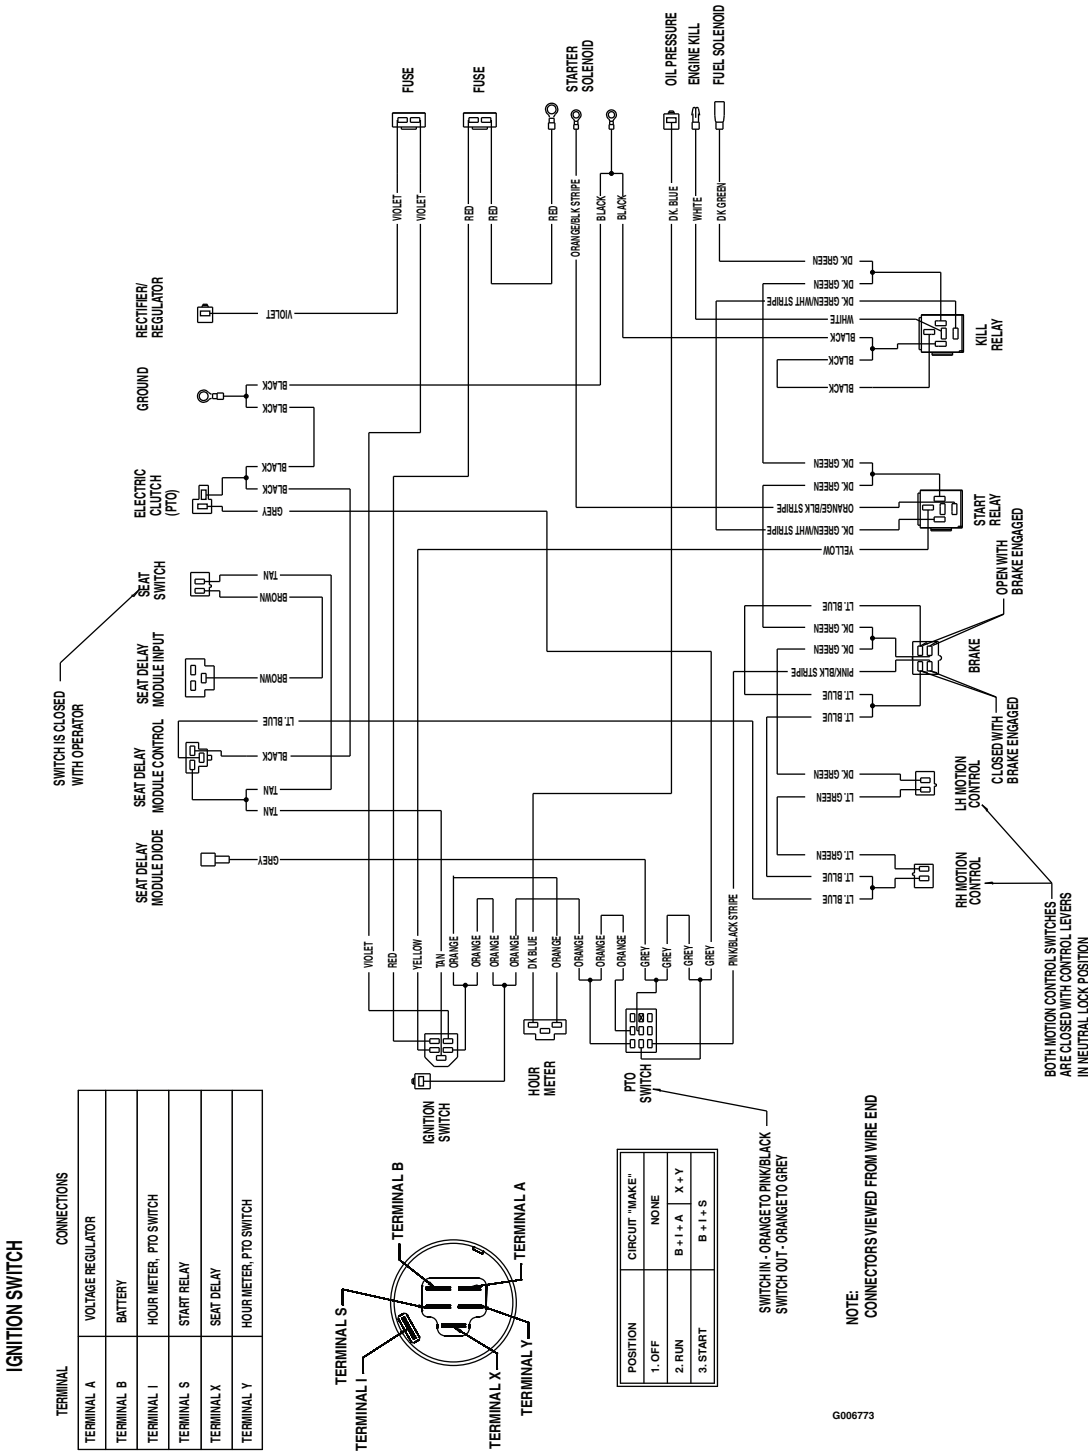 IGNITION SWITCH
TERMINAL CONNECTIONS
TERMINAL A VOLTAGE REGULATOR
TERMINAL B BATTERY
TERMINAL I HOUR METER, PTO SWITCH
TERMINAL S START RELAY
TERMINAL X SEAT DELAY
TERMINAL Y HOUR METER, PTO SWITCH
TERMINAL I
TERMINAL S
TERMINAL B
TERMINAL X
TERMINAL Y
TERMINAL A
POSITION CIRCUIT "MAKE"
1. OFF NONE
2. RUN B + I + A X + Y
3. START B + I + S
SWITCH IN - ORANGE TO PINK/BLACK
SWITCH OUT - ORANGE TO GREY
NOTE:
CONNECTORS VIEWED FROM WIRE END
G006773
SWITCH IS CLOSED
WITH OPERATOR
SEAT DELAY
MODULE DIODE
SEAT DELAY
MODULE CONTROL
SEAT DELAY
MODULE INPUT
SEAT
SWITCH
ELECTRIC
CLUTCH
(PTO)
GROUND
RECTIFIER/
REGULATOR
GREY
TAN
TAN
BLACK
LT. BLUE
BROWN
BROWN
TAN
GREY
BLACK
BLACK
BLACK
BLACK
VIOLET
FUSE
FUSE
STARTER
SOLENOID
OIL PRESSURE
ENGINE KILL
FUEL SOLENOID
VIOLET
VIOLET
RED
RED
RED
ORANGE/BLK STRIPE
BLACK
BLACK
DK. BLUE
WHITE
DK GREEN
IGNITION
SWITCH
HOUR
METER
PTO
SWITCH
VIOLET
RED
YELLOW
TAN
ORANGE
ORANGE
ORANGE
ORANGE
DK BLUE
ORANGE
ORANGE
ORANGE
ORANGE
GREY
GREY
GREY
GREY
PINK/BLACK STRIPE
LT. BLUE
LT. BLUE
LT. GREEN
LT. GREEN
DK. GREEN
LT. BLUE
LT. BLUE
PINK/BLK STRIPE
DK. GREEN
DK. GREEN
LT. BLUE
YELLOW
DK. GREEN/WHT STRIPE
ORANGE/BLK STRIPE
DK. GREEN
DK. GREEN
BLACK
BLACK
BLACK
WHITE
DK. GREEN/WHT STRIPE
DK. GREEN
DK. GREEN
RH MOTION
CONTROL
LH MOTION
CONTROL
CLOSED WITH
BRAKE ENGAGED
BRAKE
OPEN WITH
BRAKE ENGAGED
START
RELAY
KILL
RELAY
BOTH MOTION CONTROL SWITCHES
ARE CLOSED WITH CONTROL LEVERS
IN NEUTRAL LOCK POSITION